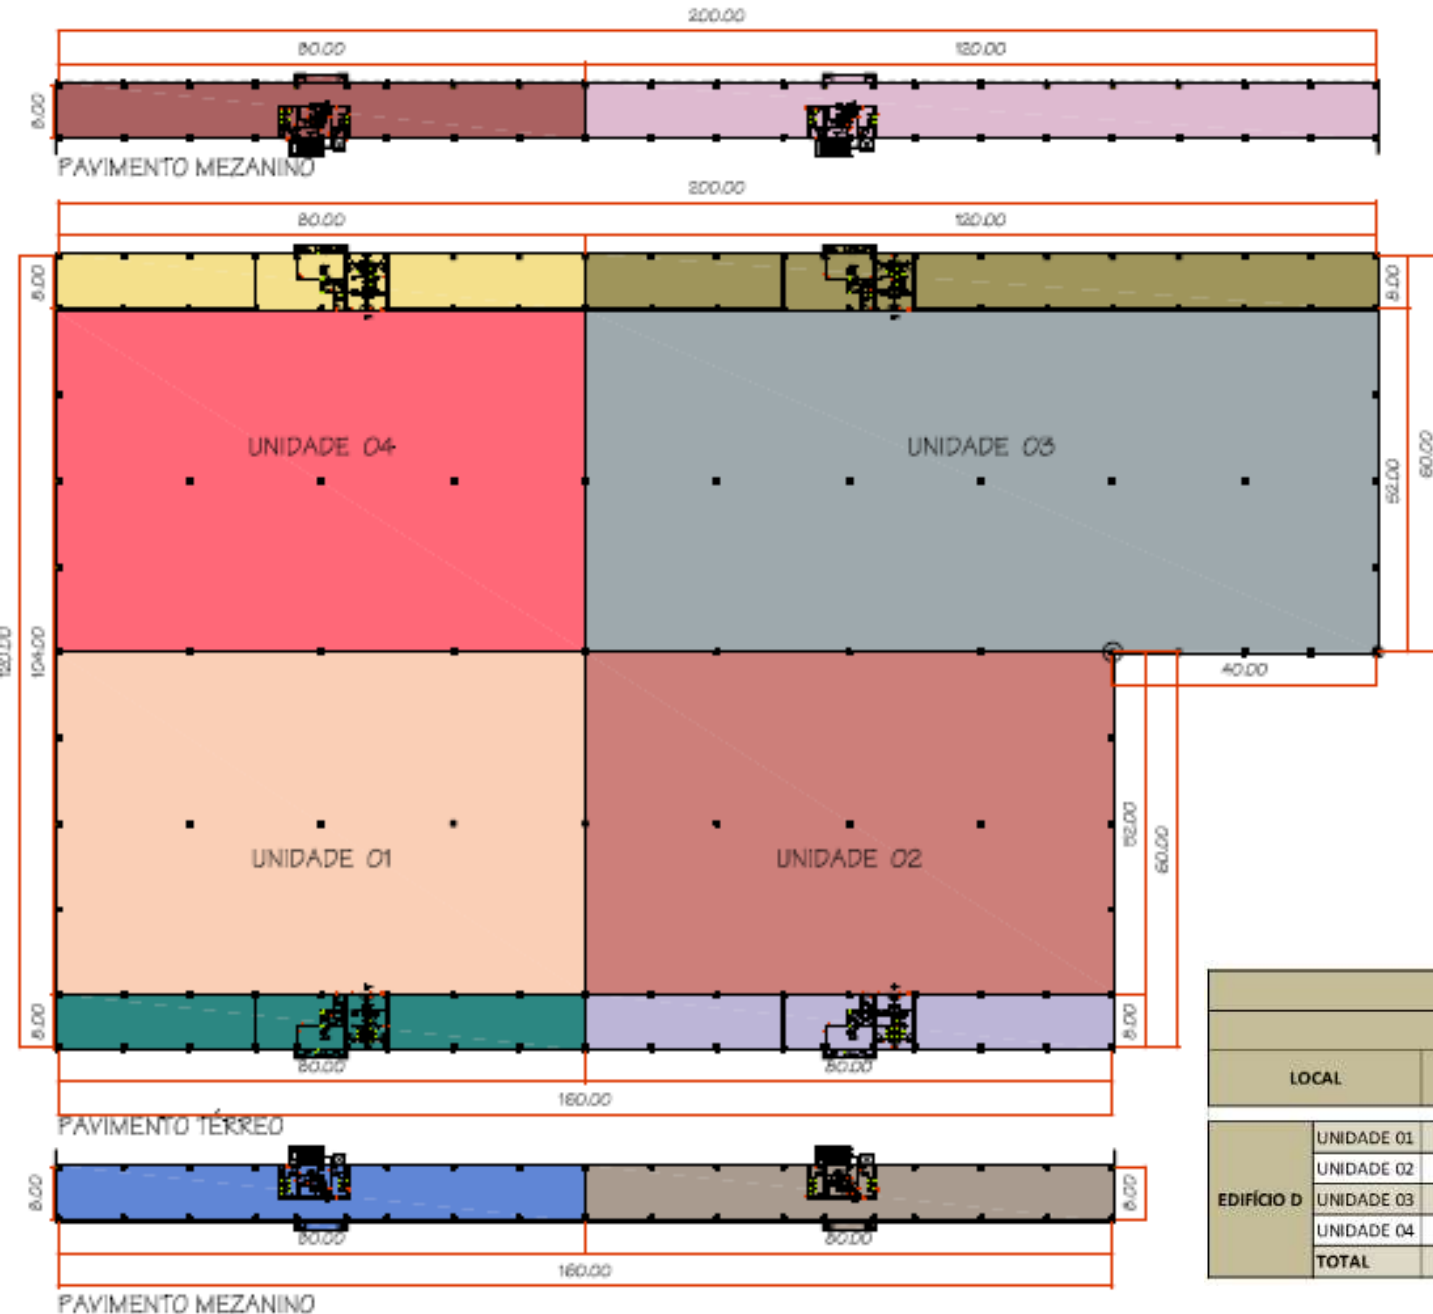 200.00
80.00 120.00
8.00
PAVIMENTO MEZANINO
200.00
80.00 120.00
8.00 8.00
UNIDADE 04 UNIDADE 03
52.00 60.00
120.00 104.00
40.00
UNIDADE 01 UNIDADE 02
52.00 60.00
8.00 8.00
80.00 80.00
160.00
PAVIMENTO TÉRREO
8.00 8.00
80.00 80.00
160.00
PAVIMENTO MEZANINO
LOCAL
EDIFÍCIO D
UNIDADE 01
UNIDADE 02
UNIDADE 03
UNIDADE 04
TOTAL